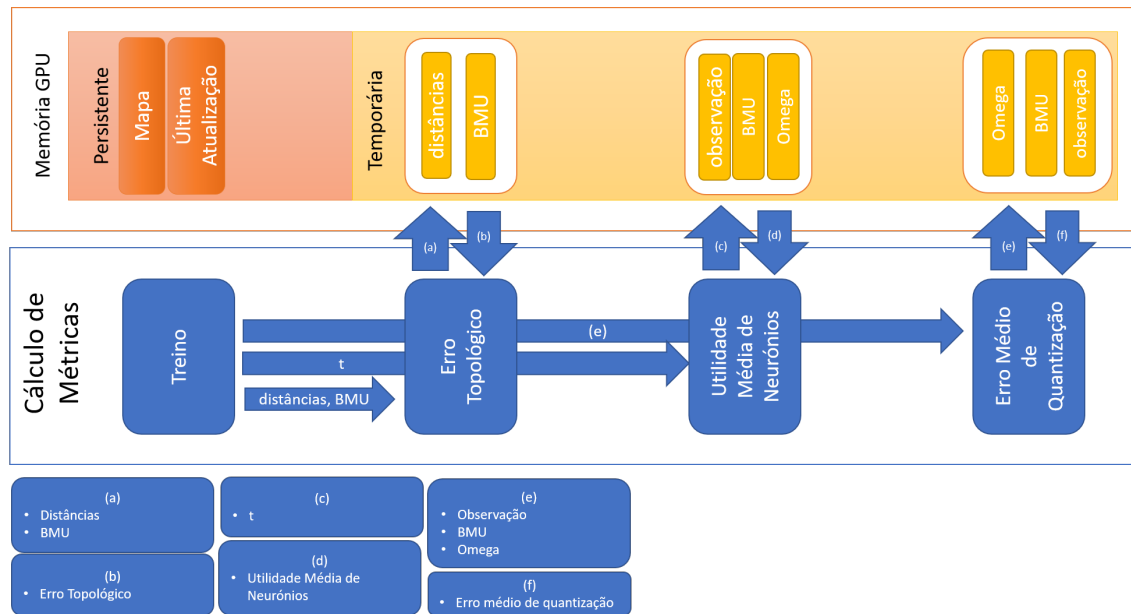 Memória GPU
Persistente
Mapa
Última
Atualização
Temporária
distâncias
BMU
observação
BMU
Omega
Omega
BMU
observação
(a)
(b)
(c)
(d)
(e)
(f)
Cálculo de
Métricas
Treino
Erro
Topológico
Utilidade
Média de
Neurónios
Erro Médio
de
Quantização
(e)
t
distâncias, BMU
(a)
• Distâncias
• BMU
(b)
• Erro Topológico
(c)
• t
(d)
• Utilidade Média de
Neurónios
(e)
• Observação
• BMU
• Omega
(f)
• Erro médio de quantização